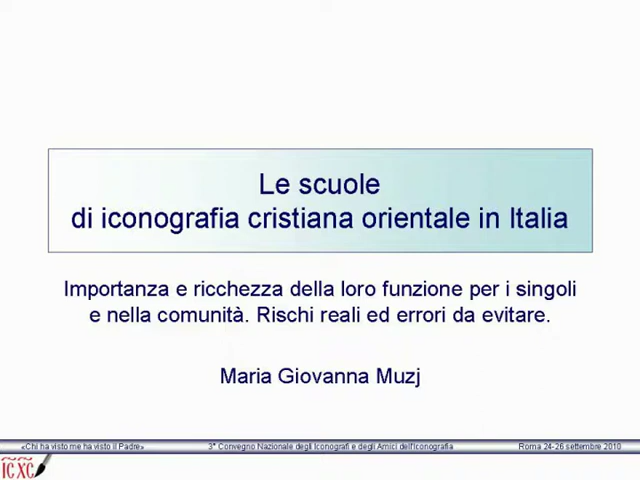 Le scuole
di iconografia cristiana orientale in Italia
Importanza e ricchezza della loro funzione per i singoli
e nella comunità. Rischi reali ed errori da evitare.
Maria Giovanna Muzj
«Chi ha visto me ha visto il Padre» 3° Convegno Nazionale degli Iconografi e degli Amici dell'Iconografia Roma 24-26 settembre 2010
IC XC